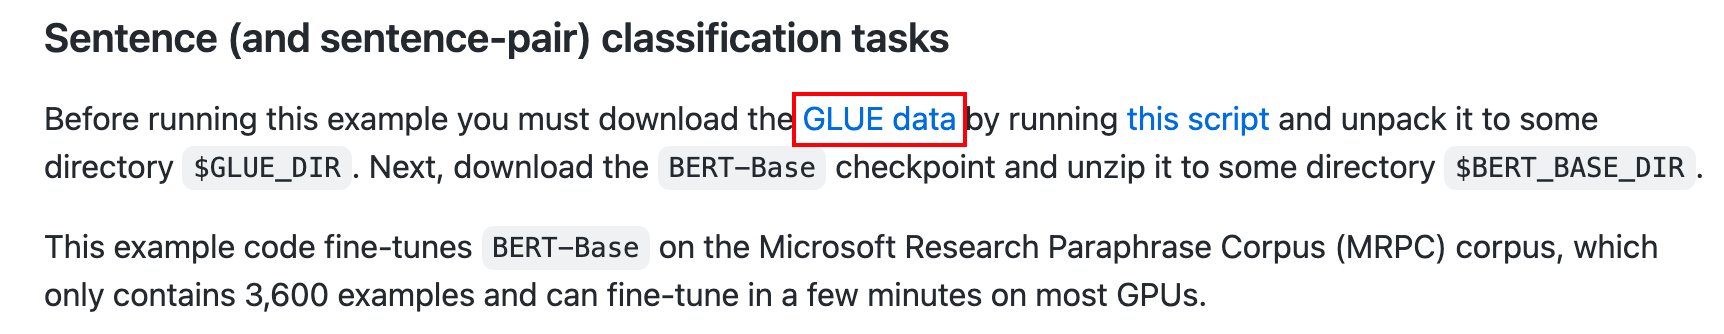 Sentence (and sentence-pair) classification tasks
Before running this example you must download the GLUE data by running this script and unpack it to some
directory $GLUE_DIR. Next, download the BERT-Base checkpoint and unzip it to some directory $BERT_BASE_DIR.
This example code fine-tunes BERT-Base on the Microsoft Research Paraphrase Corpus (MRPC) corpus, which
only contains 3,600 examples and can fine-tune in a few minutes on most GPUs.